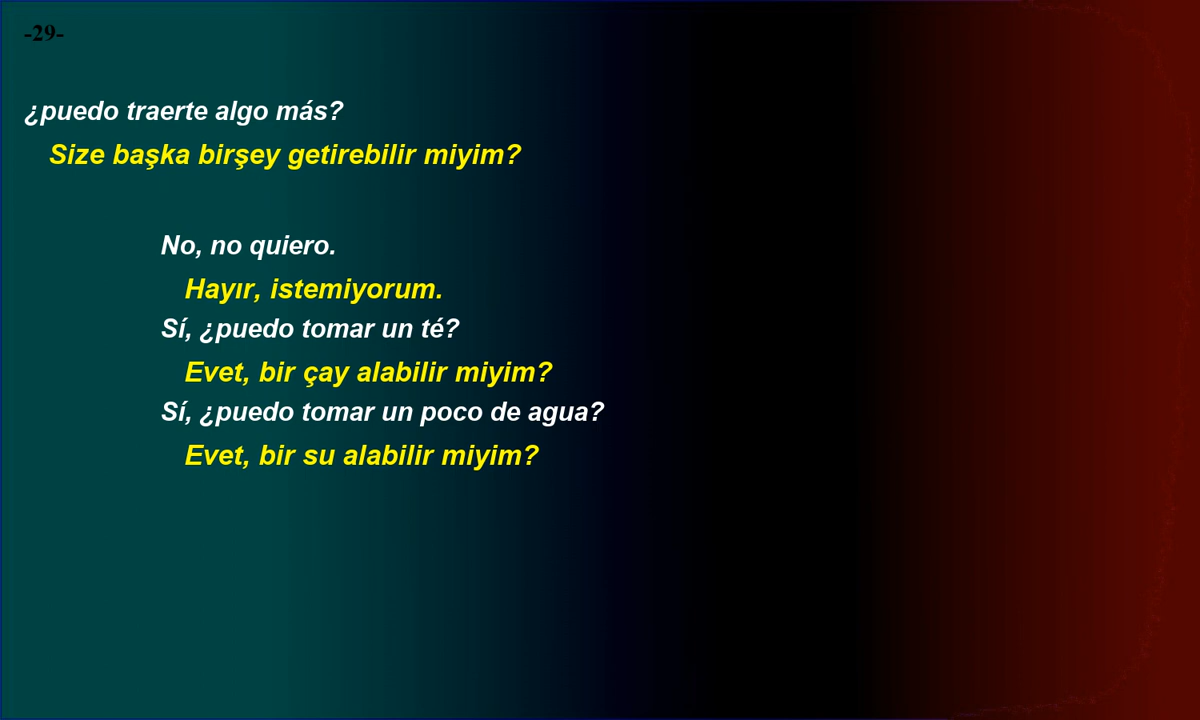 -29-
¿puedo traerte algo más?
Size başka birşey getirebilir miyim?
No, no quiero.
Hayır, istemiyorum.
Sí, ¿puedo tomar un té?
Evet, bir çay alabilir miyim?
Sí, ¿puedo tomar un poco de agua?
Evet, bir su alabilir miyim?